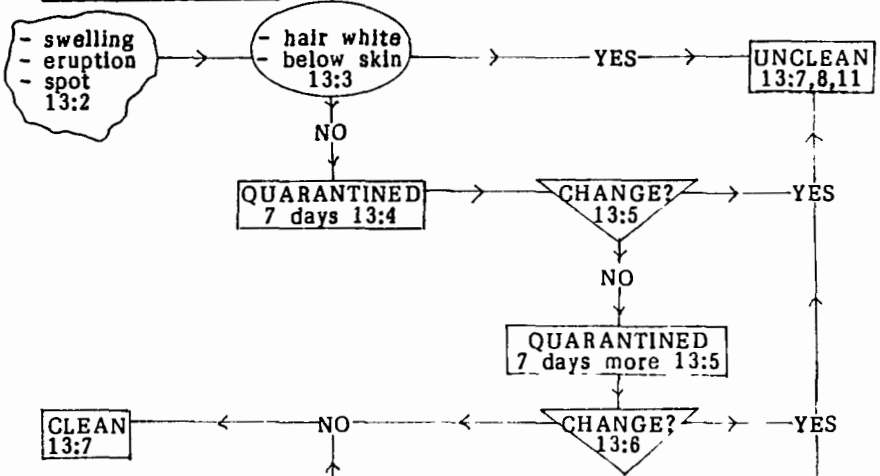 - swelling
- eruption
- spot
13:2
- hair white
- below skin
13:3
YES
UNCLEAN
13:7,8,11
NO
QUARANTINED
7 days 13:4
CHANGE?
13:5
YES
NO
QUARANTINED
7 days more 13:5
CLEAN
13:7
NO
CHANGE?
13:6
YES